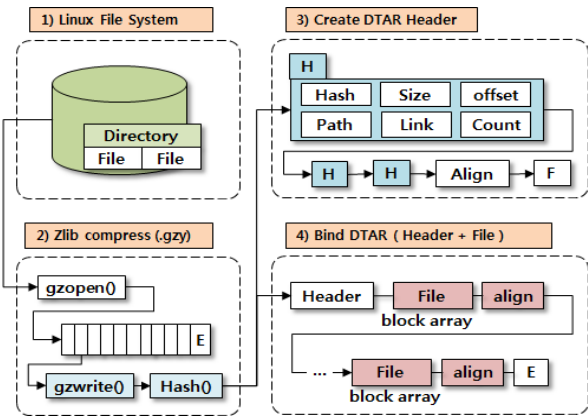 1) Linux File System
Directory
File File
2) Zlib compress (.gzy)
gzopen()
E
gzwrite() Hash()
3) Create DTAR Header
H
Hash Size offset
Path Link Count
H H Align F
4) Bind DTAR ( Header + File )
Header File align
block array
... File align E
block array